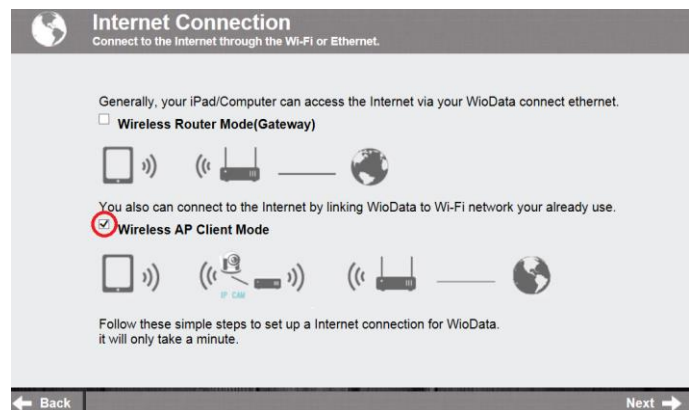 Internet Connection
Connect to the Internet through the Wi-Fi or Ethernet.
Generally, your iPad/Computer can access the Internet via your WioData connect ethernet.
Wireless Router Mode(Gateway)
You also can connect to the Internet by linking WioData to Wi-Fi network your already use.
Wireless AP Client Mode
IP CAM
Follow these simple steps to set up a Internet connection for WioData.
it will only take a minute.
Back
Next